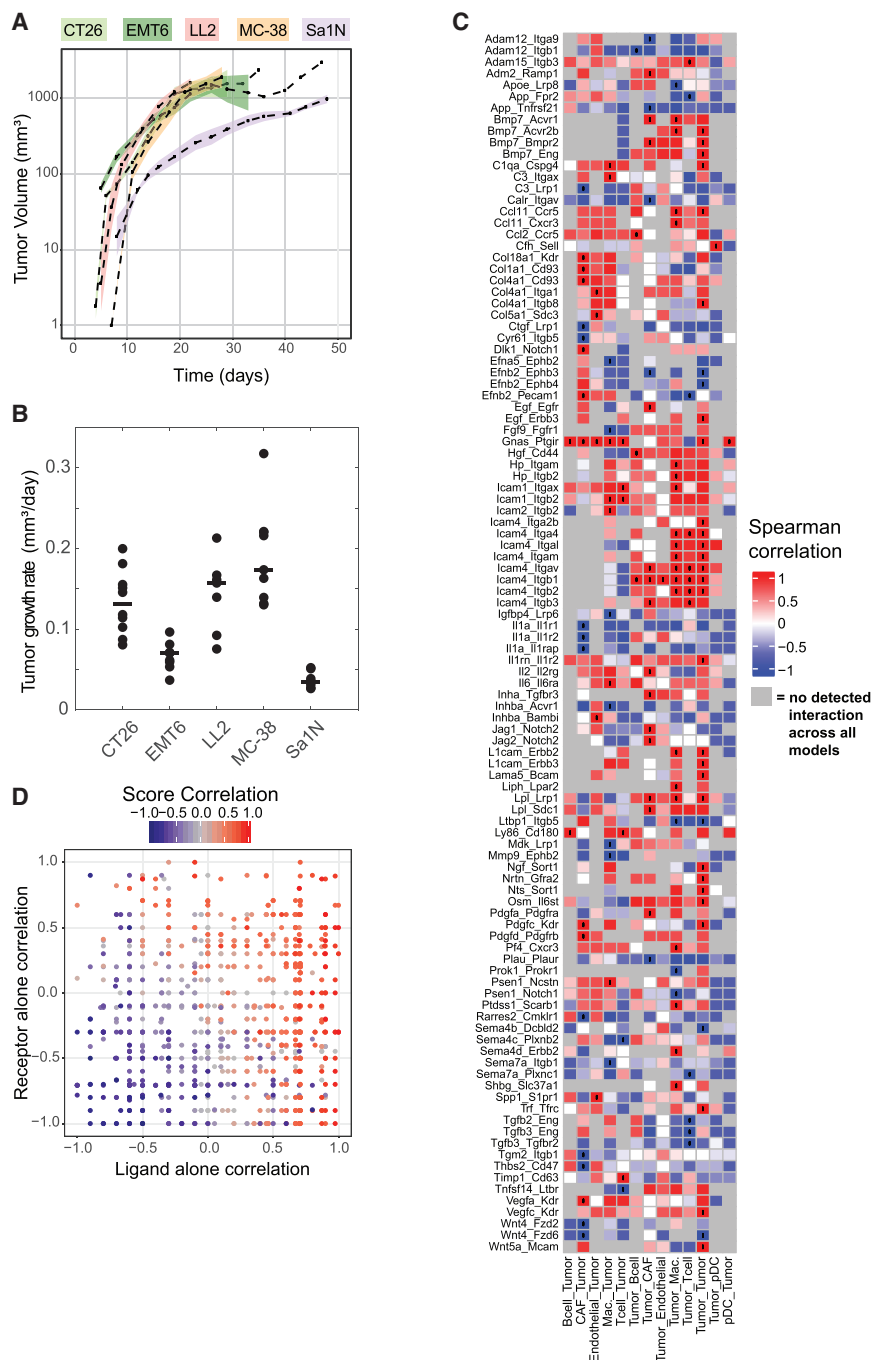 A
CT26
EMT6
LL2
MC-38
Sa1N
Tumor Volume (mm³)
1000
100
10
1
0
10
20
30
40
50
Time (days)
B
Tumor growth rate (mm³/day)
0.3
0.2
0.1
0
CT26
EMT6
LL2
MC-38
Sa1N
D
Score Correlation
−1.0 −0.5 0.0 0.5 1.0
Receptor alone correlation
1.0
0.5
0.0
−0.5
−1.0
−1.0
−0.5
0.0
0.5
1.0
Ligand alone correlation
C
Adam12_Itga9
Adam12_Itgb1
Adam15_Itgb3
Adm2_Ramp1
Apoe_Lrp8
App_Fpr2
App_Tnfrsf21
Bmp7_Acvr1
Bmp7_Acvr2b
Bmp7_Bmpr2
Bmp7_Eng
C1qa_Cspg4
C3_Itgax
C3_Lrp1
Calr_Itgav
Ccl11_Ccr5
Ccl11_Cxcr3
Ccl2_Ccr5
Cfh_Sell
Col18a1_Kdr
Col1a1_Cd93
Col4a1_Cd93
Col4a1_Itga1
Col4a1_Itgb8
Col5a1_Sdc3
Ctgf_Lrp1
Cyr61_Itgb5
Dlk1_Notch1
Efna5_Ephb2
Efnb2_Ephb3
Efnb2_Ephb4
Efnb2_Pecam1
Egf_Egfr
Egf_Erbb3
Fgf9_Fgfr1
Gnas_Ptgir
Hgf_Cd44
Hp_Itgam
Hp_Itgb2
Icam1_Itgax
Icam1_Itgb2
Icam2_Itgb2
Icam4_Itga2b
Icam4_Itga4
Icam4_Itgal
Icam4_Itgam
Icam4_Itgav
Icam4_Itgb1
Icam4_Itgb2
Icam4_Itgb3
Igfbp4_Lrp6
Il1a_Il1r1
Il1a_Il1r2
Il1a_Il1rap
Il1rn_Il1r2
Il2_Il2rg
Il6_Il6ra
Inha_Tgfbr3
Inhba_Acvr1
Inhba_Bambi
Jag1_Notch2
Jag2_Notch2
L1cam_Erbb2
L1cam_Erbb3
Lama5_Bcam
Liph_Lpar2
Lpl_Lrp1
Lpl_Sdc1
Ltbp1_Itgb5
Ly86_Cd180
Mdk_Lrp1
Mmp9_Ephb2
Ngf_Sort1
Nrtn_Gfra2
Nts_Sort1
Osm_Il6st
Pdgfa_Pdgfra
Pdgfc_Kdr
Pdgfd_Pdgfrb
Pf4_Cxcr3
Plau_Plaur
Prok1_Prokr1
Psen1_Ncstn
Psen1_Notch1
Ptdss1_Scarb1
Rarres2_Cmklr1
Sema4b_Dcbld2
Sema4c_Plxnb2
Sema4d_Erbb2
Sema7a_Itgb1
Sema7a_Plxnc1
Shbg_Slc37a1
Spp1_S1pr1
Trf_Tfrc
Tgfb2_Eng
Tgfb3_Eng
Tgfb3_Tgfbr2
Tgm2_Itgb1
Thbs2_Cd47
Timp1_Cd63
Tnfsf14_Ltbr
Vegfa_Kdr
Vegfc_Kdr
Wnt4_Fzd2
Wnt4_Fzd6
Wnt5a_Mcam
Bcell_Tumor
CAF_Tumor
Endothelial_Tumor
Mac._Tumor
Tcell_Tumor
Tumor_Bcell
Tumor_CAF
Tumor_Endothelial
Tumor_Mac.
Tumor_Tcell
Tumor_Tumor
Tumor_pDC
pDC_Tumor
Spearman
correlation
1
0.5
0
−0.5
−1
= no detected
interaction
across all
models